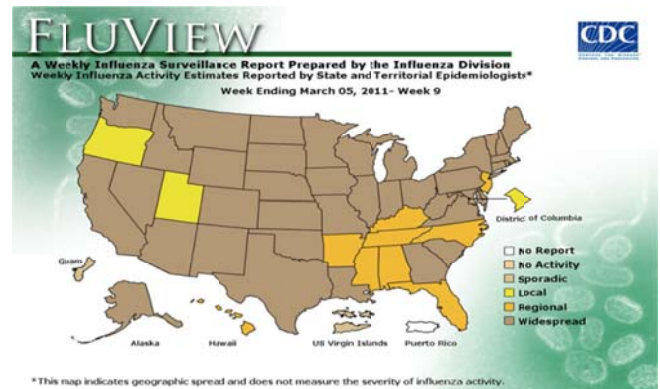 FLUVIEW
CDC
A Weekly Influenza Surveillance Report Prepared by the Influenza Division
Weekly Influenza Activity Estimates Reported by State and Territorial Epidemiologists*
Week Ending March 05, 2011- Week 9
District of Columbia
No Report
No Activity
Sporadic
Local
Regional
Widespread
Guam
Alaska
Hawaii
US Virgin Islands
Puerto Rico
*This map indicates geographic spread and does not measure the severity of influenza activity.